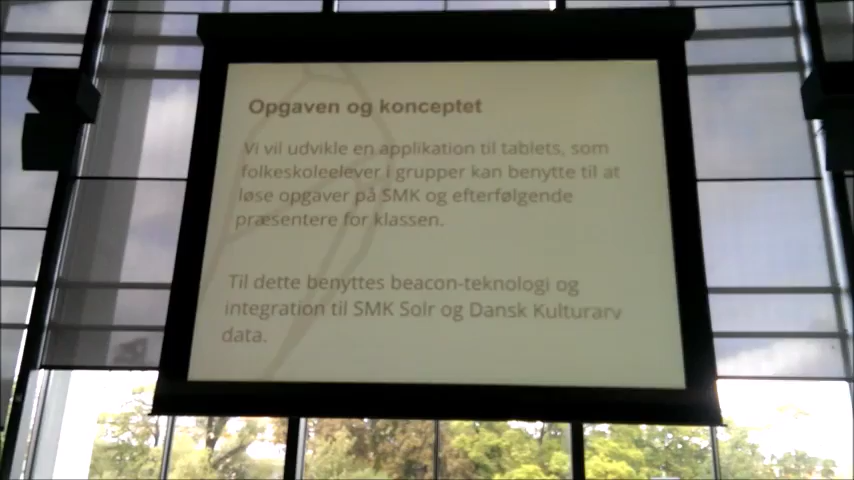 Opgaven og konceptet
Vi vil udvikle en applikation til tablets, som
folkeskoleelever i grupper kan benytte til at
løse opgaver på SMK og efterfølgende
præsentere for klassen.
Til dette benyttes beacon-teknologi og
integration til SMK Solr og Dansk Kulturarv
data.